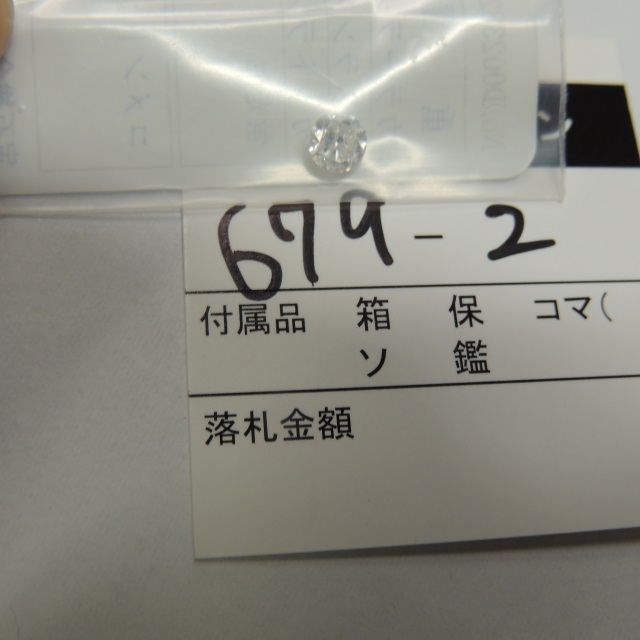 679-2
付属品 箱 保 コマ(
ソ 鑑
落札金額